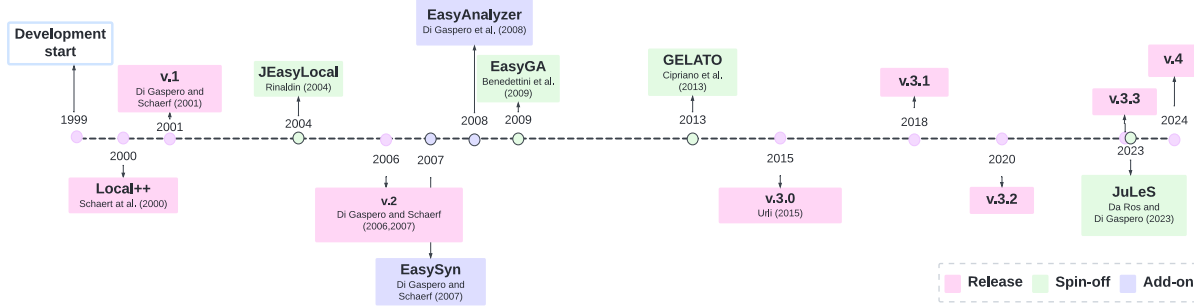 Development
start
1999
v.1
Di Gaspero and
Schaerf (2001)
2001
2000
Local++
Schaert at al. (2000)
JEasyLocal
Rinaldin (2004)
2004
2006
v.2
Di Gaspero and Schaerf
(2006,2007)
2007
EasySyn
Di Gaspero and
Schaerf (2007)
EasyAnalyzer
Di Gaspero et al. (2008)
2008
EasyGA
Benedettini et al.
(2009)
2009
GELATO
Cipriano et al.
(2013)
2013
2015
v.3.0
Urli (2015)
v.3.1
2018
2020
v.3.2
v.3.3
2023
JuLeS
Da Ros and
Di Gaspero (2023)
v.4
2024
Release
Spin-off
Add-on